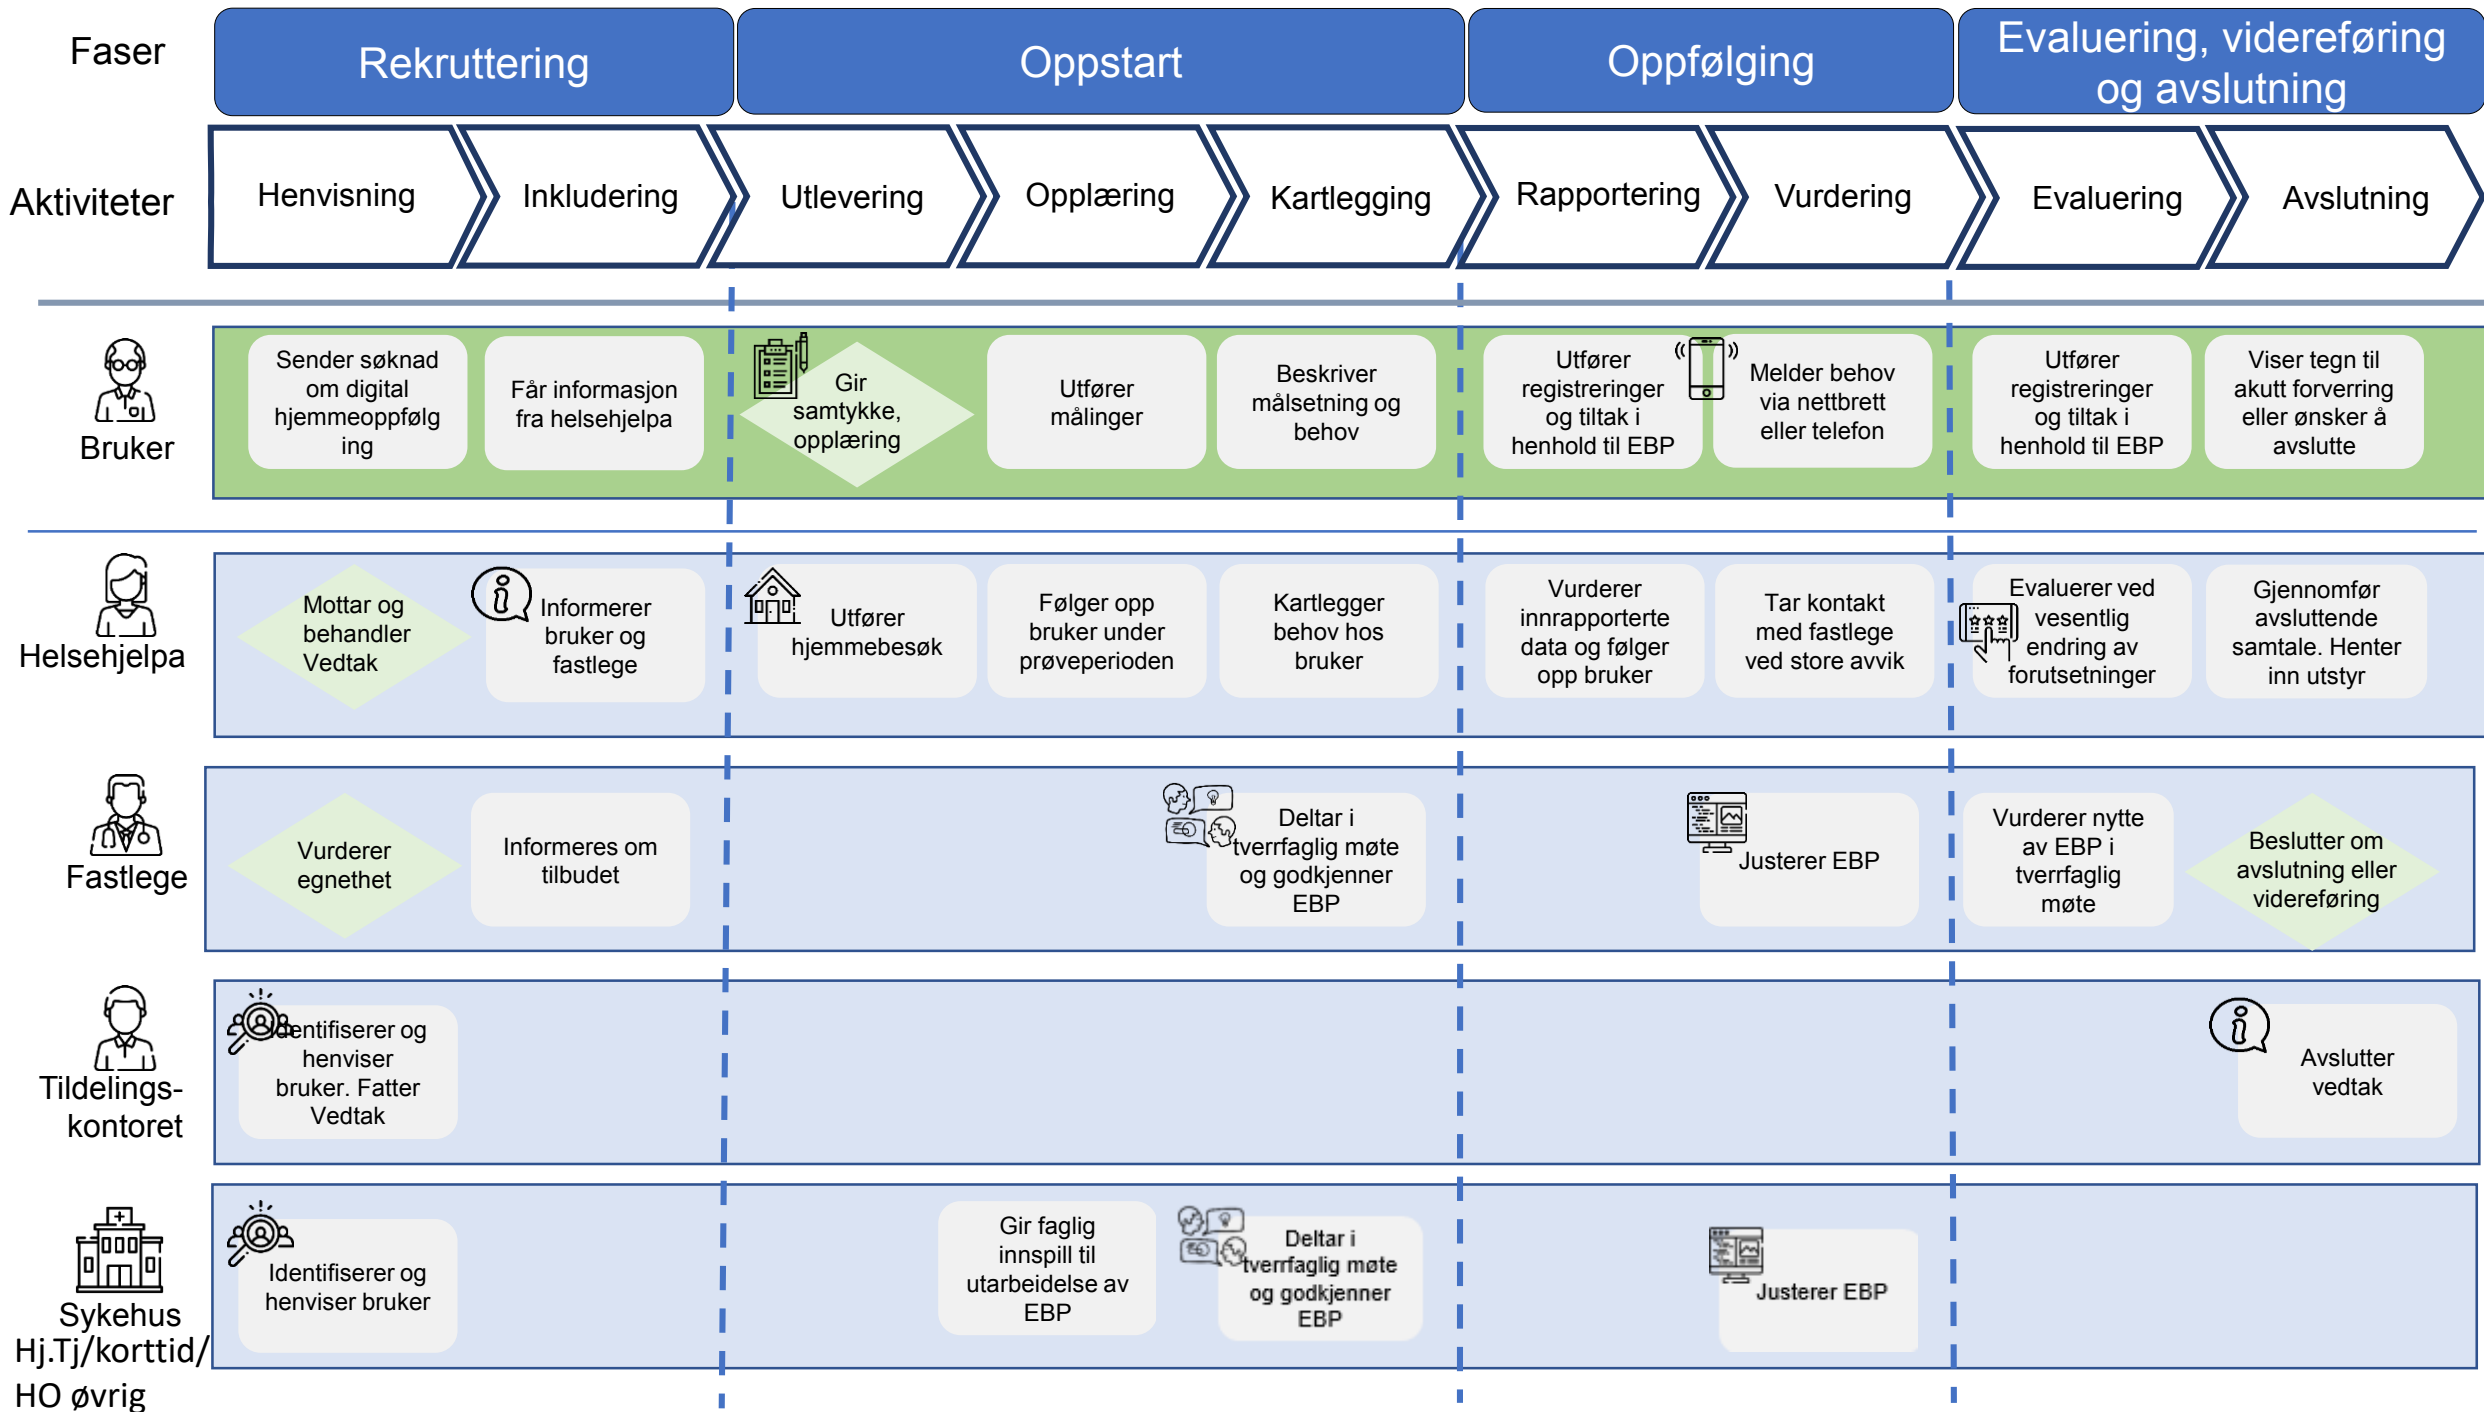 Faser
Rekruttering
Oppstart
Oppfølging
Evaluering, videreføring
og avslutning
Aktiviteter
Henvisning
Inkludering
Utlevering
Opplæring
Kartlegging
Rapportering
Vurdering
Evaluering
Avslutning
Bruker
Sender søknad
om digital
hjemmeoppfølg
ing
Får informasjon
fra helsehjelpa
Gir
samtykke,
opplæring
Utfører
målinger
Beskriver
målsetning og
behov
Utfører
registreringer
og tiltak i
henhold til EBP
Melder behov
via nettbrett
eller telefon
Utfører
registreringer
og tiltak i
henhold til EBP
Viser tegn til
akutt forverring
eller ønsker å
avslutte
Helsehjelpa
Mottar og
behandler
Vedtak
Informerer
bruker og
fastlege
Utfører
hjemmebesøk
Følger opp
bruker under
prøveperioden
Kartlegger
behov hos
bruker
Vurderer
innrapporterte
data og følger
opp bruker
Tar kontakt
med fastlege
ved store avvik
Evaluerer ved
vesentlig
endring av
forutsetninger
Gjennomfør
avsluttende
samtale. Henter
inn utstyr
Fastlege
Vurderer
egnethet
Informeres om
tilbudet
Deltar i
tverrfaglig møte
og godkjenner
EBP
Justerer EBP
Vurderer nytte
av EBP i
tverrfaglig
møte
Beslutter om
avslutning eller
videreføring
Tildelings-
kontoret
Identifiserer og
henviser
bruker. Fatter
Vedtak
Avslutter
vedtak
Sykehus
Hj.Tj/korttid/
HO øvrig
Identifiserer og
henviser bruker
Gir faglig
innspill til
utarbeidelse av
EBP
Deltar i
tverrfaglig møte
og godkjenner
EBP
Justerer EBP